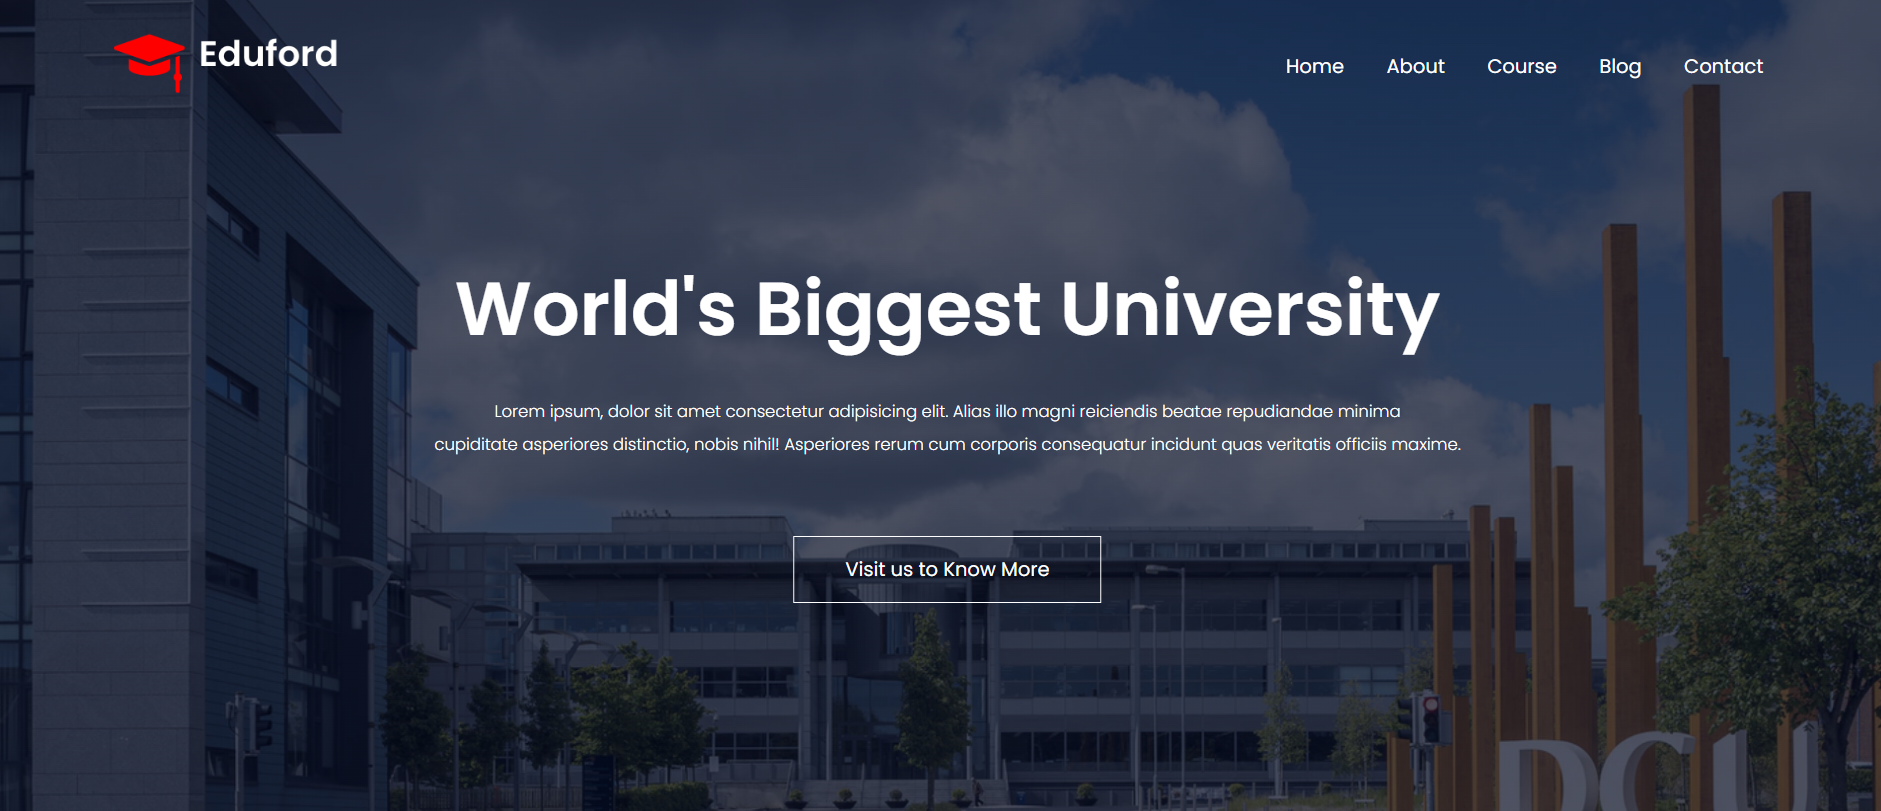 Eduford
Home About Course Blog Contact
World's Biggest University
Lorem ipsum, dolor sit amet consectetur adipisicing elit. Alias illo magni reiciendis beatae repudiandae minima
cupiditate asperiores distinctio, nobis nihil! Asperiores rerum cum corporis consequatur incidunt quas veritatis officiis maxime.
Visit us to Know More
DCU